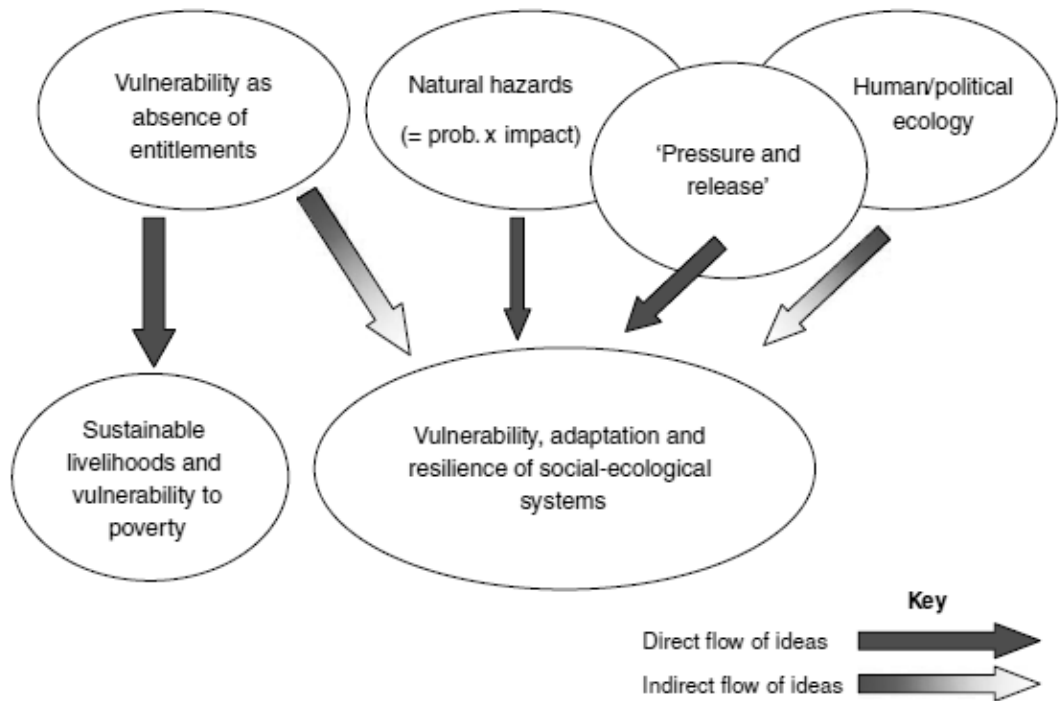 Vulnerability as
absence of
entitlements
Natural hazards
(= prob. x impact)
‘Pressure and
release’
Human/political
ecology
Sustainable
livelihoods and
vulnerability to
poverty
Vulnerability, adaptation and
resilience of social-ecological
systems
Key
Direct flow of ideas
Indirect flow of ideas